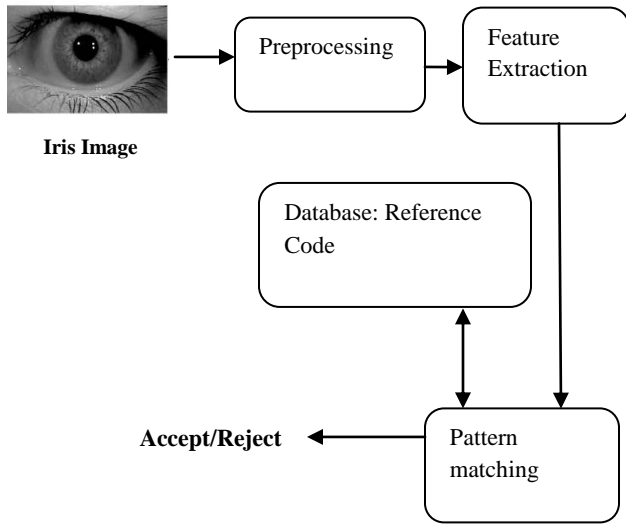 Preprocessing
Feature
Extraction
Iris Image
Database: Reference
Code
Accept/Reject
Pattern
matching